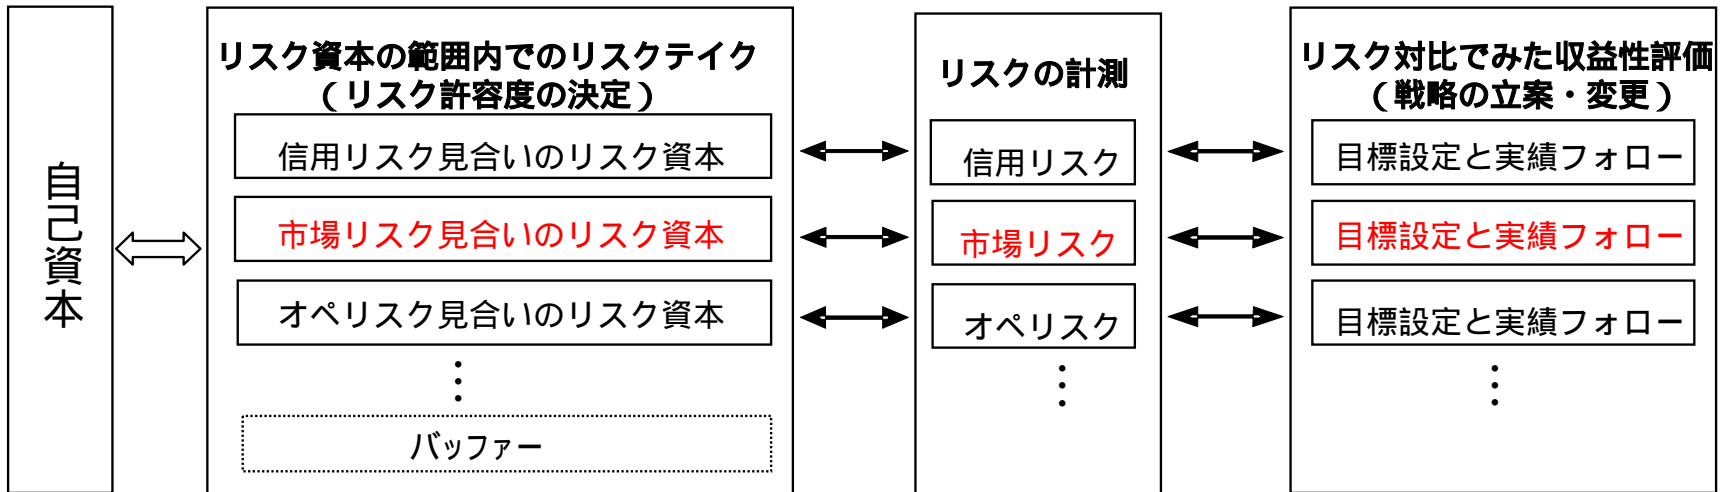 自己資本
リスク資本の範囲内でのリスクテイク
（リスク許容度の決定）
信用リスク見合いのリスク資本
市場リスク見合いのリスク資本
オペリスク見合いのリスク資本
⋮
バッファー
リスクの計測
信用リスク
市場リスク
オペリスク
⋮
リスク対比でみた収益性評価
（戦略の立案・変更）
目標設定と実績フォロー
目標設定と実績フォロー
目標設定と実績フォロー
⋮